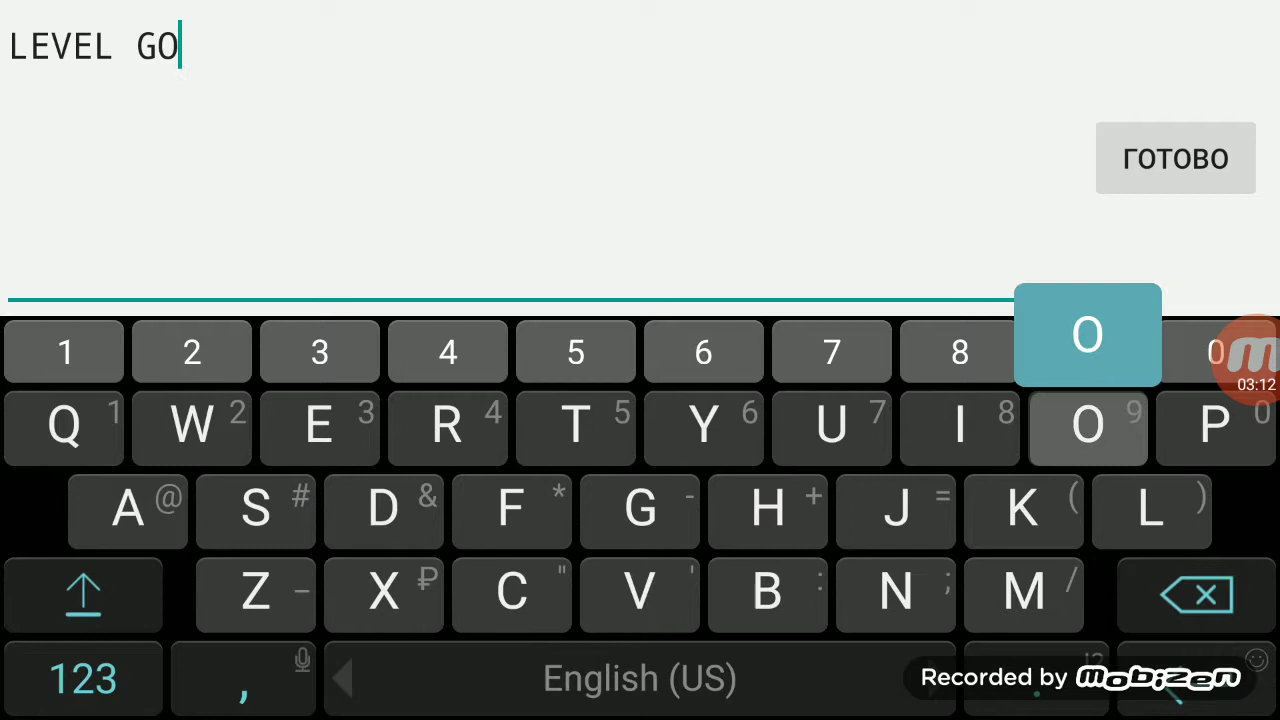 LEVEL GO
ГОТОВО
O
1 2 3 4 5 6 7 8 0
03:12
Q 1 W 2 E 3 R 4 T 5 Y 6 U 7 I 8 O 9 P 0
A @ S # D & F * G - H + J = K ( L )
Z _ X ₽ C " V ' B : N ; M /
123 , English (US) . !?
Recorded by mobizen